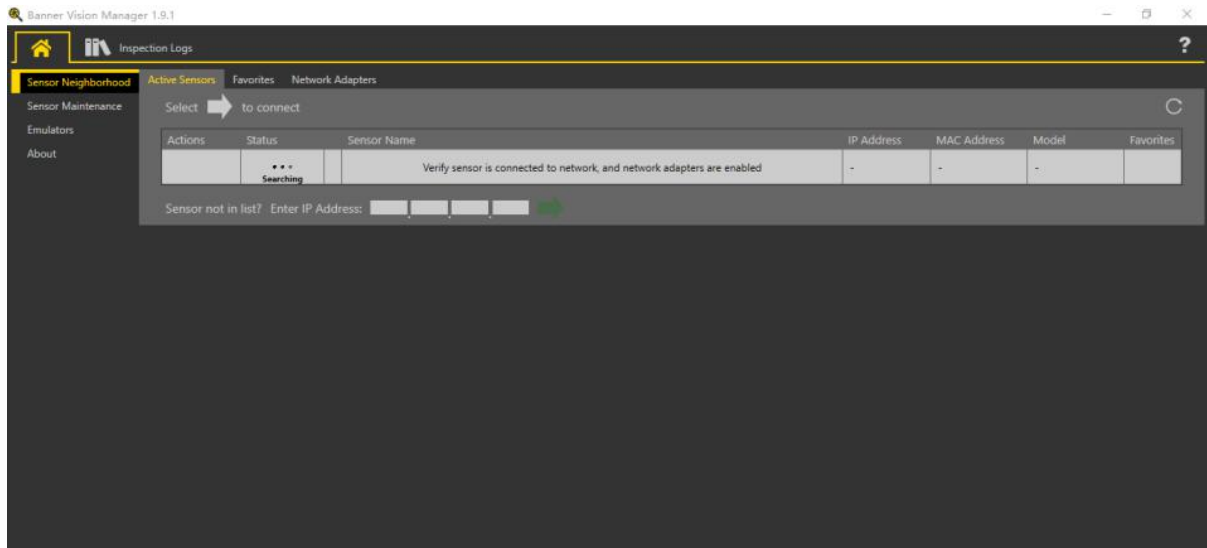 Banner Vision Manager 1.9.1
Inspection Logs
?
Sensor Neighborhood
Sensor Maintenance
Emulators
About
Active Sensors Favorites Network Adapters
Select to connect
Actions Status Sensor Name IP Address MAC Address Model Favorites
Searching Verify sensor is connected to network, and network adapters are enabled - - -
Sensor not in list? Enter IP Address: . . .